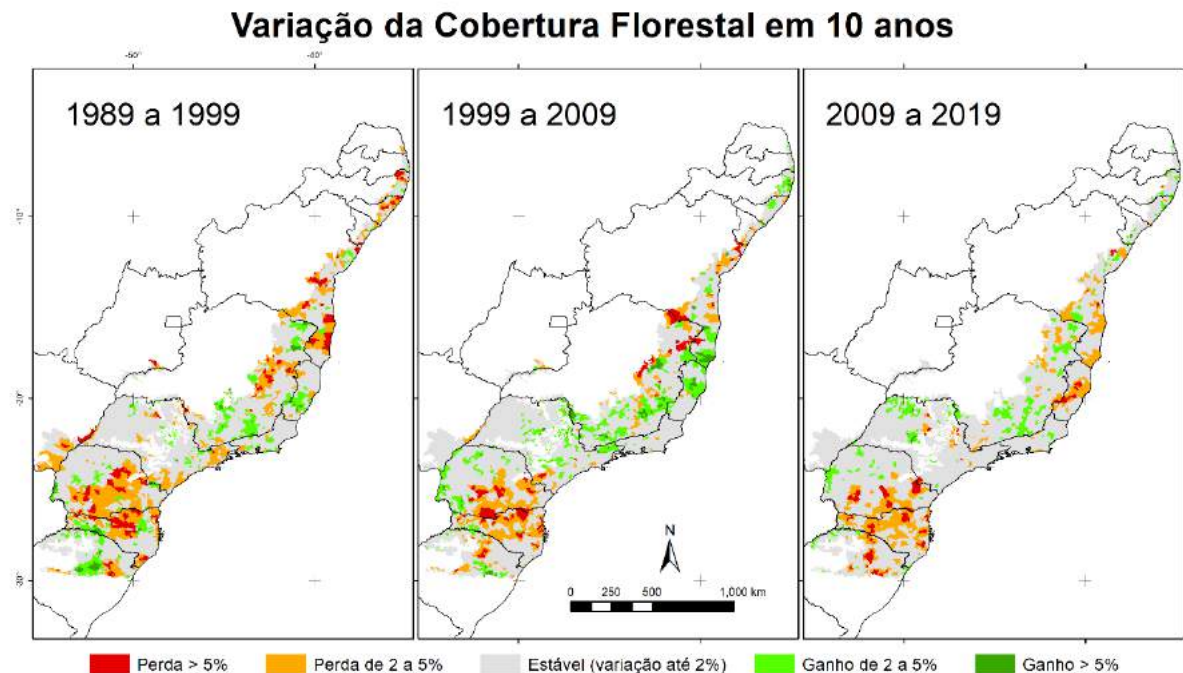 Variação da Cobertura Florestal em 10 anos
-50° -40°
1989 a 1999
1999 a 2009
2009 a 2019
-10°
-20°
-30°
N
0 250 500 1,000 km
Perda > 5%
Perda de 2 a 5%
Estável (variação até 2%)
Ganho de 2 a 5%
Ganho > 5%